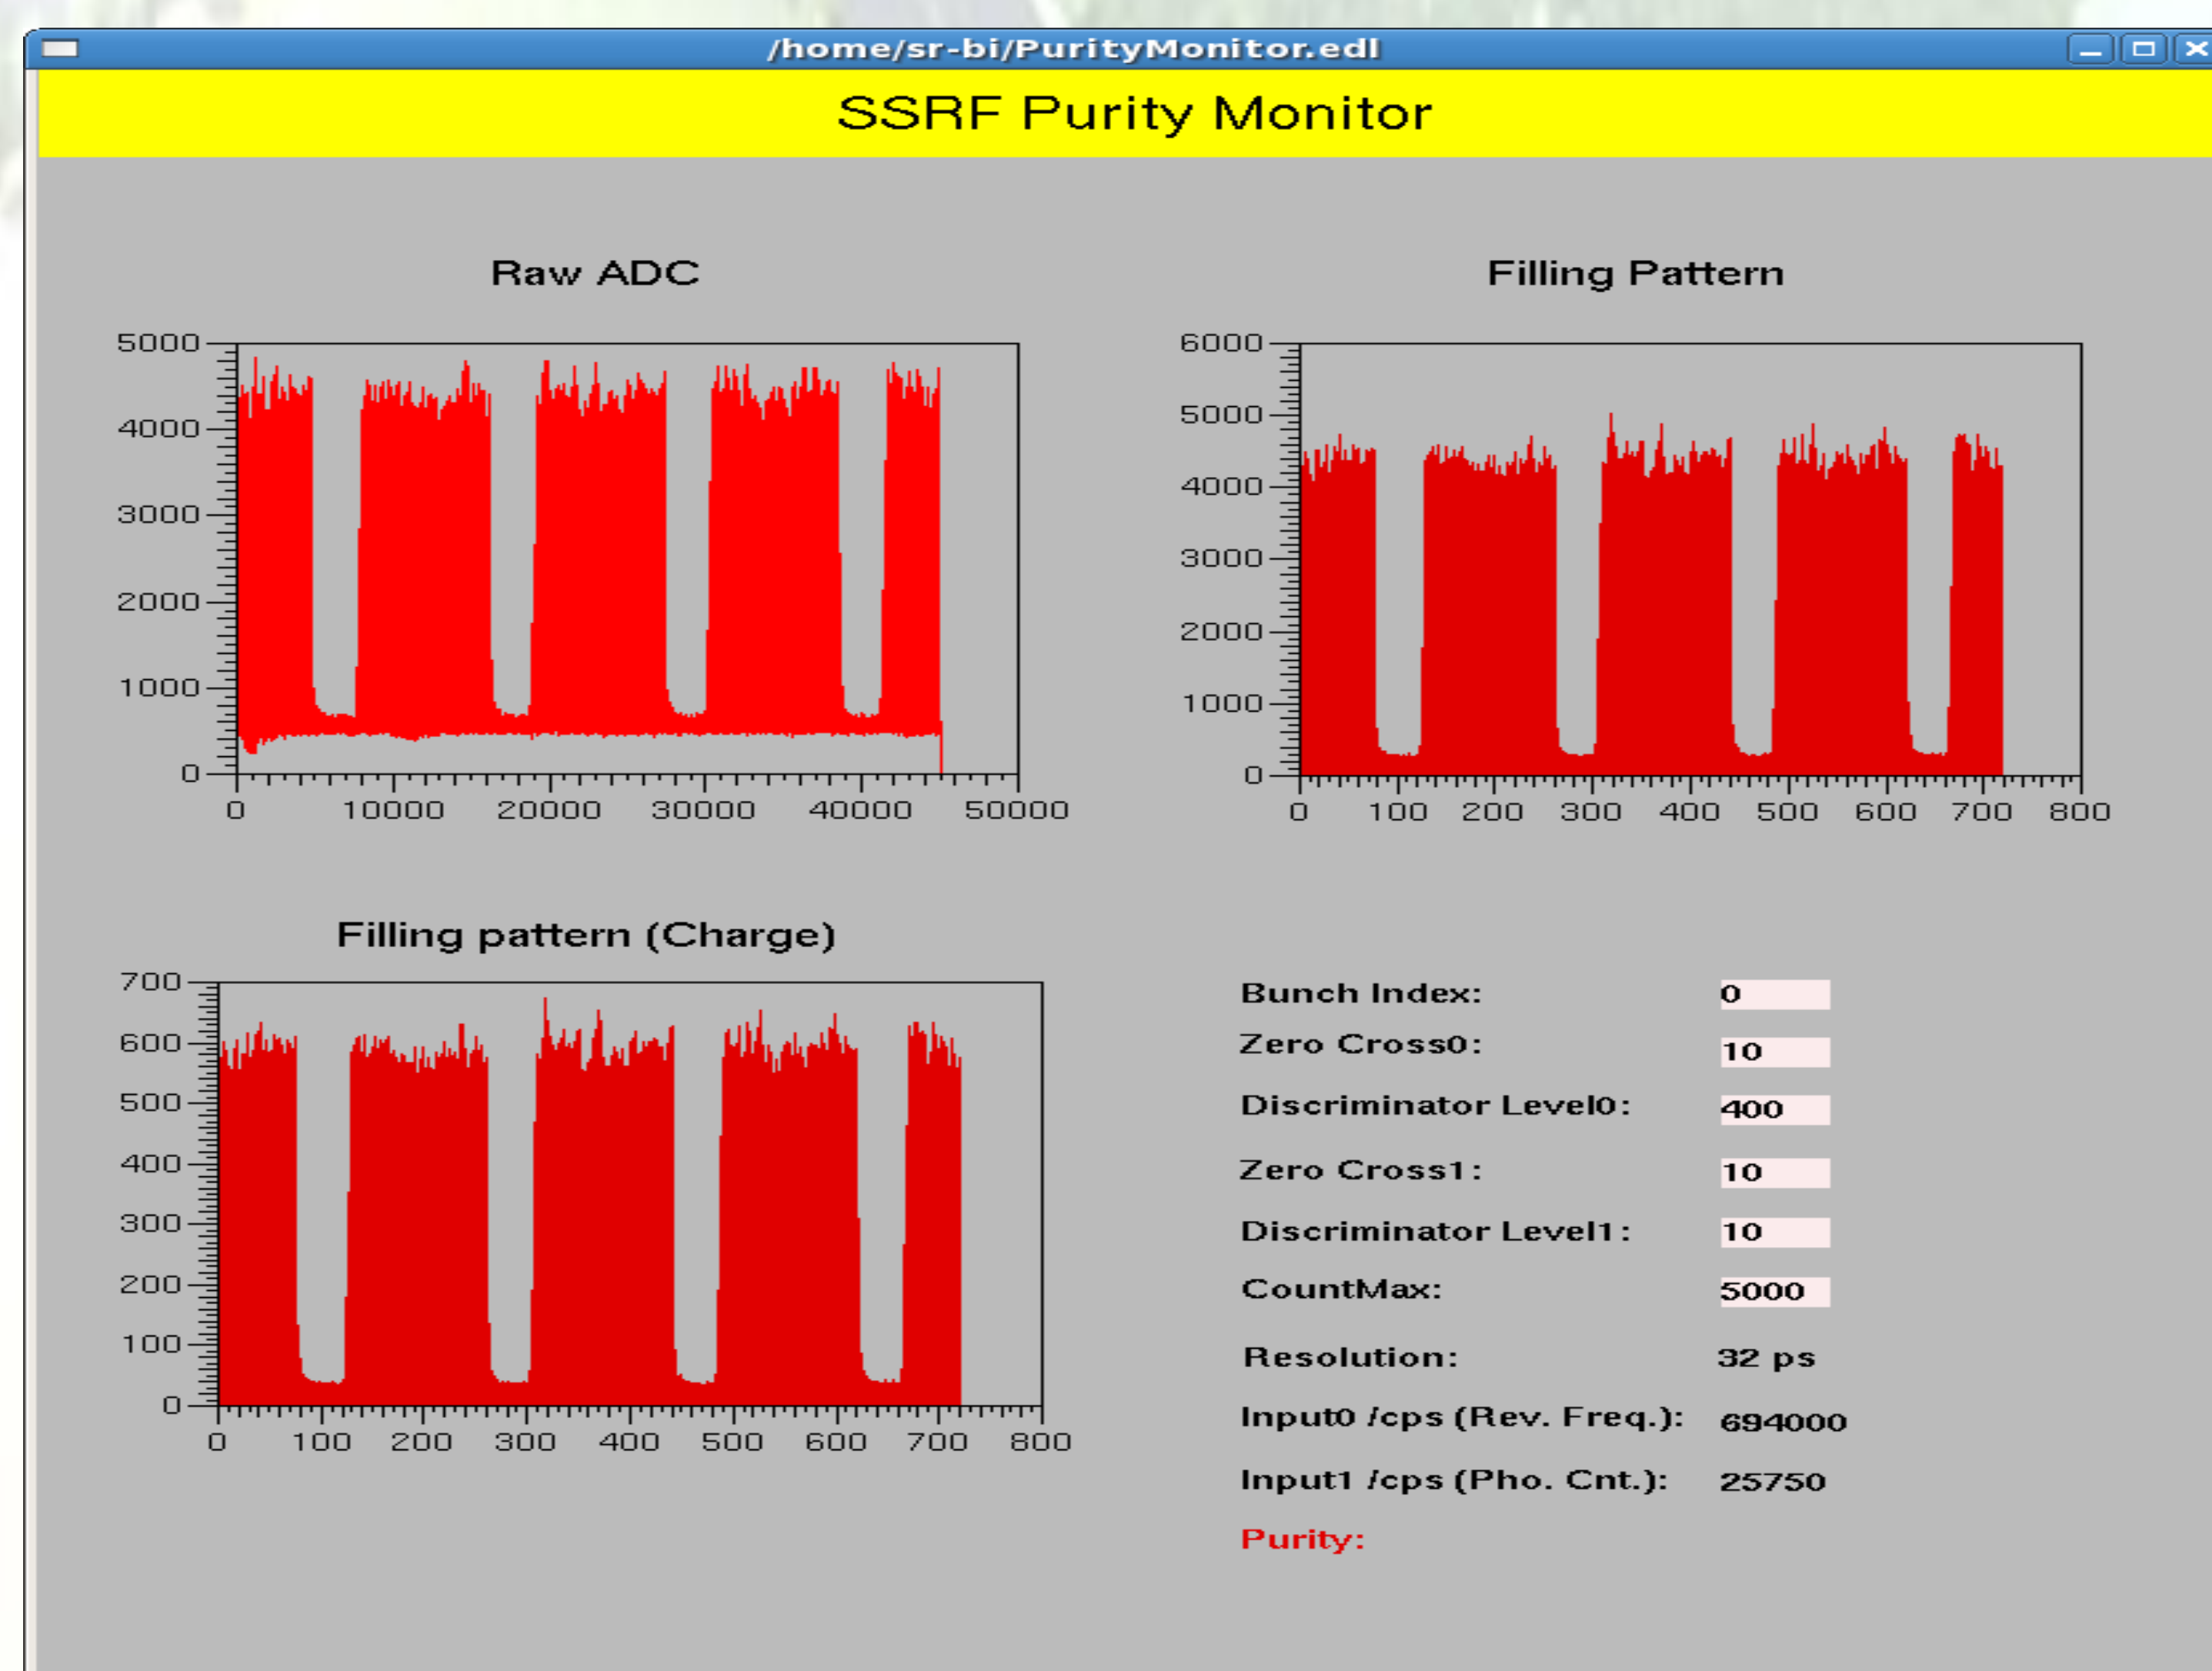 /home/sr-bi/PurityMonitor.edl
SSRF Purity Monitor
Raw ADC
5000
4000
3000
2000
1000
0
0 10000 20000 30000 40000 50000
Filling Pattern
6000
5000
4000
3000
2000
1000
0
0 100 200 300 400 500 600 700 800
Filling pattern (Charge)
700
600
500
400
300
200
100
0
0 100 200 300 400 500 600 700 800
Bunch Index: 0
Zero Cross0: 10
Discriminator Level0: 400
Zero Cross1: 10
Discriminator Level1: 10
CountMax: 5000
Resolution: 32 ps
Input0 /cps (Rev. Freq.): 694000
Input1 /cps (Pho. Cnt.): 25750
Purity: